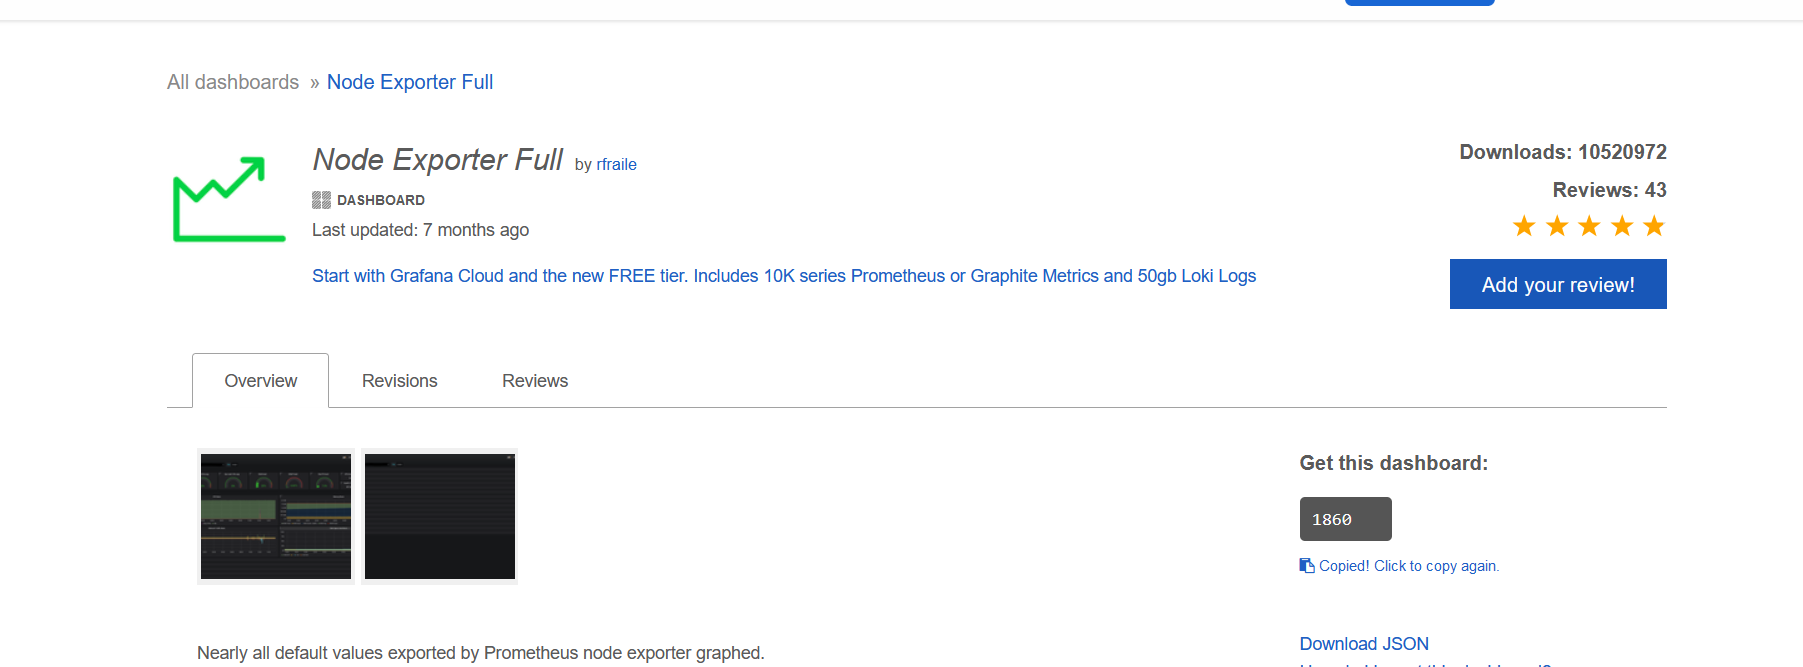 All dashboards » Node Exporter Full
Node Exporter Full by rfraile
DASHBOARD
Last updated: 7 months ago
Start with Grafana Cloud and the new FREE tier. Includes 10K series Prometheus or Graphite Metrics and 50gb Loki Logs
Downloads: 10520972
Reviews: 43
Add your review!
Overview
Revisions
Reviews
Get this dashboard:
1860
Copied! Click to copy again.
Download JSON
Nearly all default values exported by Prometheus node exporter graphed.